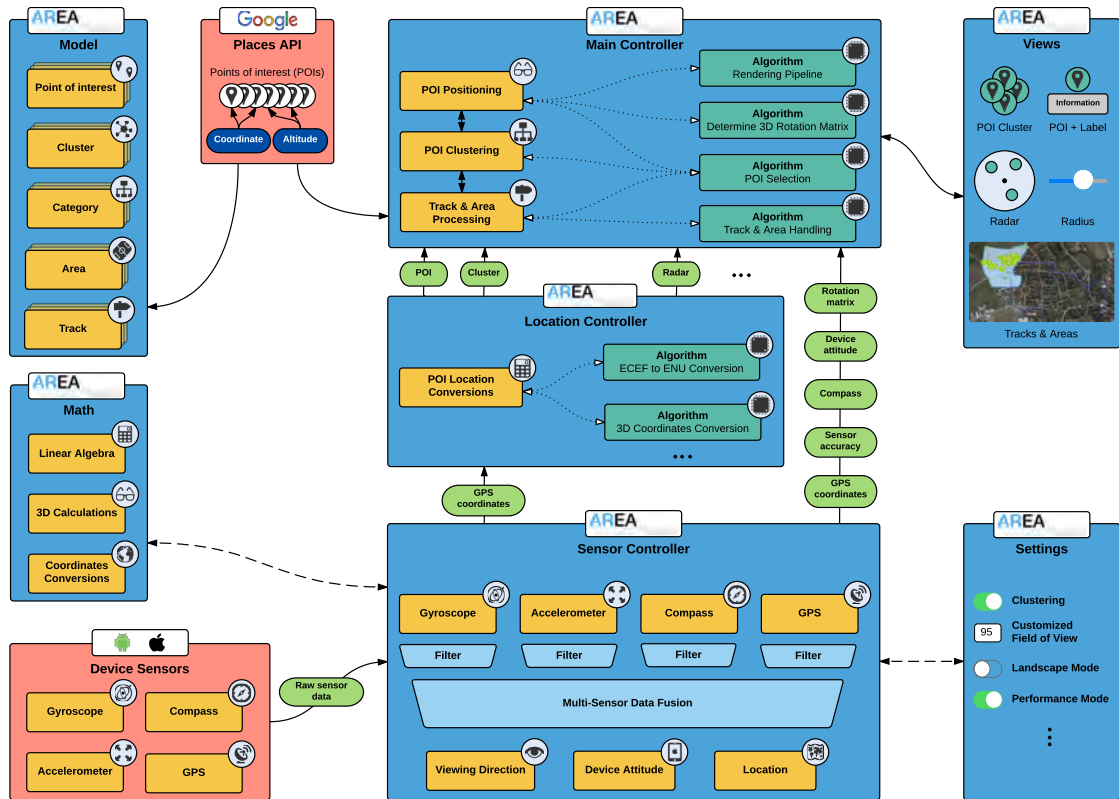 AREA
Model
Point of interest
Cluster
Category
Area
Track
Google
Places API
Points of interest (POIs)
Coordinate
Altitude
AREA
Main Controller
POI Positioning
POI Clustering
Track & Area
Processing
Algorithm
Rendering Pipeline
Algorithm
Determine 3D Rotation Matrix
Algorithm
POI Selection
Algorithm
Track & Area Handling
AREA
Views
POI Cluster
Information
POI + Label
Radar
Radius
Tracks & Areas
POI
Cluster
Radar
...
Rotation
matrix
Device
attitude
Compass
Sensor
accuracy
GPS
coordinates
AREA
Location Controller
POI Location
Conversions
Algorithm
ECEF to ENU Conversion
Algorithm
3D Coordinates Conversion
...
GPS
coordinates
AREA
Math
Linear Algebra
3D Calculations
Coordinates
Conversions
Device Sensors
Gyroscope
Compass
Accelerometer
GPS
Raw sensor
data
AREA
Sensor Controller
Gyroscope
Accelerometer
Compass
GPS
Filter
Filter
Filter
Filter
Multi-Sensor Data Fusion
Viewing Direction
Device Attitude
Location
AREA
Settings
Clustering
95
Customized
Field of View
Landscape Mode
Performance Mode